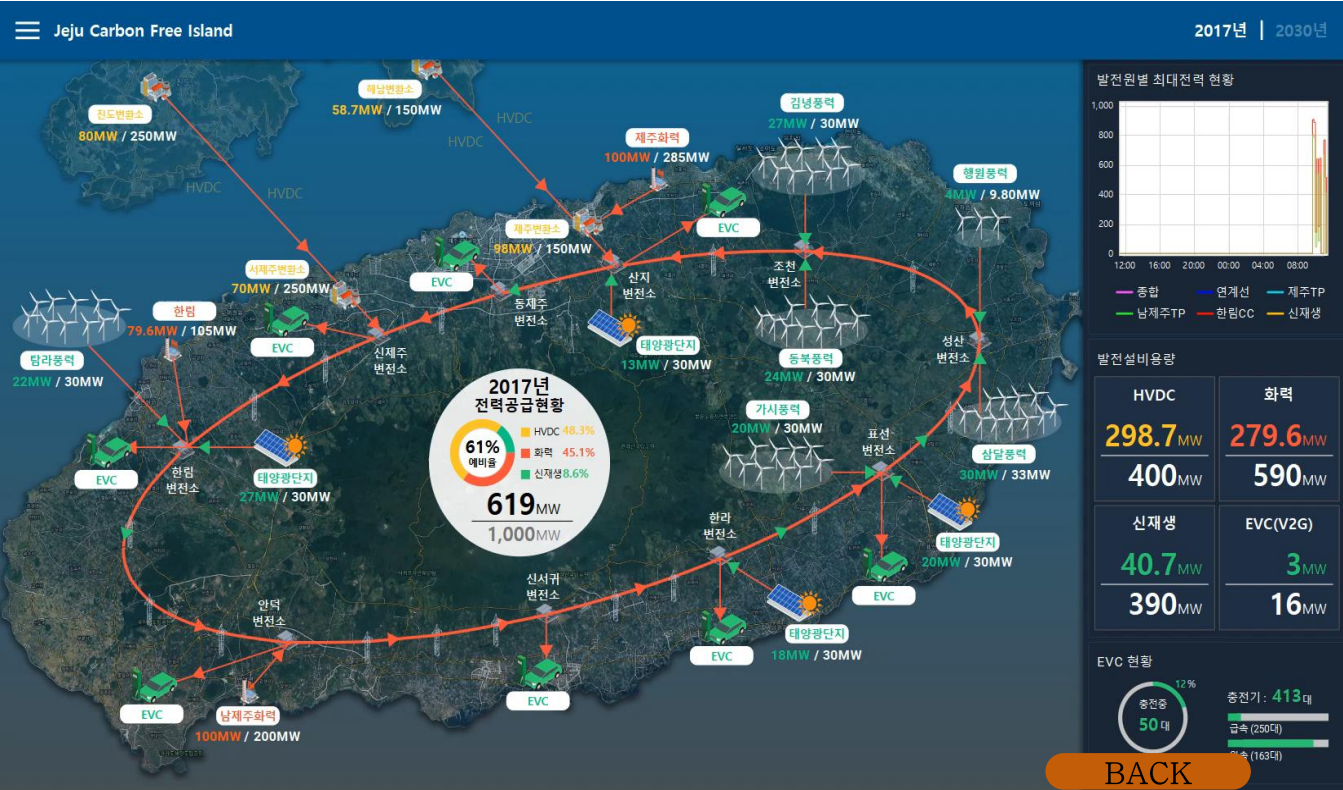 Jeju Carbon Free Island
2017년 | 2030년
진도변환소
80MW / 250MW
해남변환소
58.7MW / 150MW
HVDC
HVDC
HVDC
HVDC
제주화력
100MW / 285MW
김녕풍력
27MW / 30MW
행원풍력
4MW / 9.80MW
제주변환소
98MW / 150MW
EVC
EVC
서제주변환소
70MW / 250MW
산지
변전소
조천
변전소
동제주
변전소
한림
79.6MW / 105MW
EVC
신제주
변전소
탐라풍력
22MW / 30MW
태양광단지
13MW / 30MW
동북풍력
24MW / 30MW
성산
변전소
2017년
전력공급현황
61%
예비율
HVDC 48.3%
화력 45.1%
신재생 8.6%
619MW
1,000MW
가시풍력
20MW / 30MW
표선
변전소
삼달풍력
30MW / 33MW
EVC
한림
변전소
태양광단지
27MW / 30MW
한라
변전소
태양광단지
20MW / 30MW
신서귀
변전소
EVC
안덕
변전소
태양광단지
18MW / 30MW
EVC
EVC
EVC
남제주화력
100MW / 200MW
발전원별 최대전력 현황
1,000
800
600
400
200
0
12:00 16:00 20:00 00:00 04:00 08:00
종합 연계선 제주TP
남제주TP 한림CC 신재생
발전설비용량
HVDC
298.7MW
400MW
화력
279.6MW
590MW
신재생
40.7MW
390MW
EVC(V2G)
3MW
16MW
EVC 현황
12%
충전중
50대
충전기 : 413대
급속 (250대)
(163대)
BACK